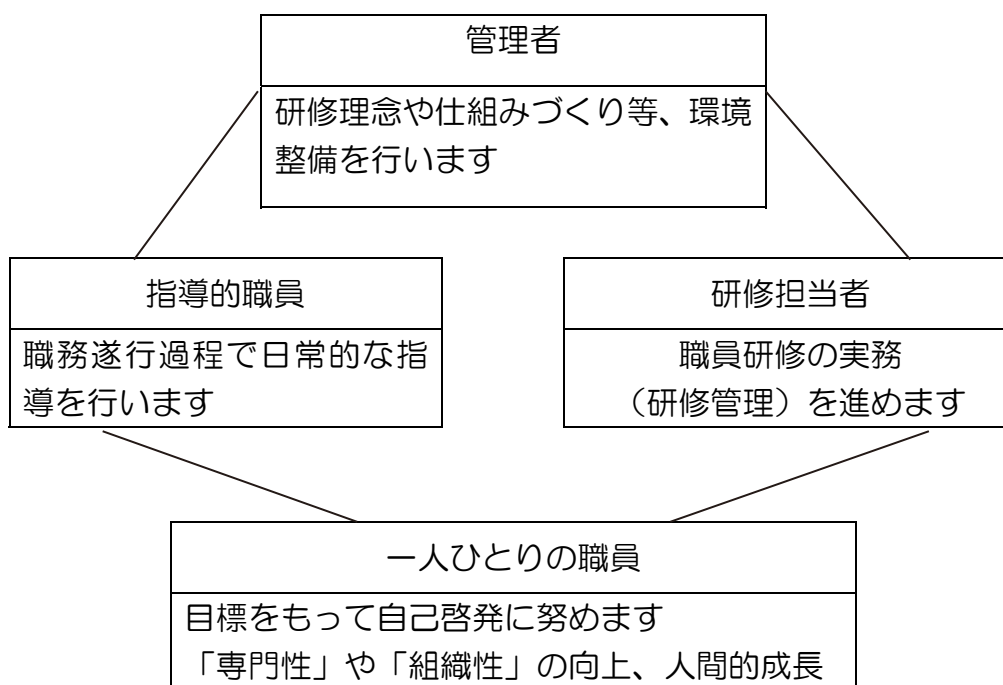 管理者
研修理念や仕組みづくり等、環境
整備を行います
指導的職員
職務遂行過程で日常的な指
導を行います
研修担当者
職員研修の実務
（研修管理）を進めます
一人ひとりの職員
目標をもって自己啓発に努めます
「専門性」や「組織性」の向上、人間的成長